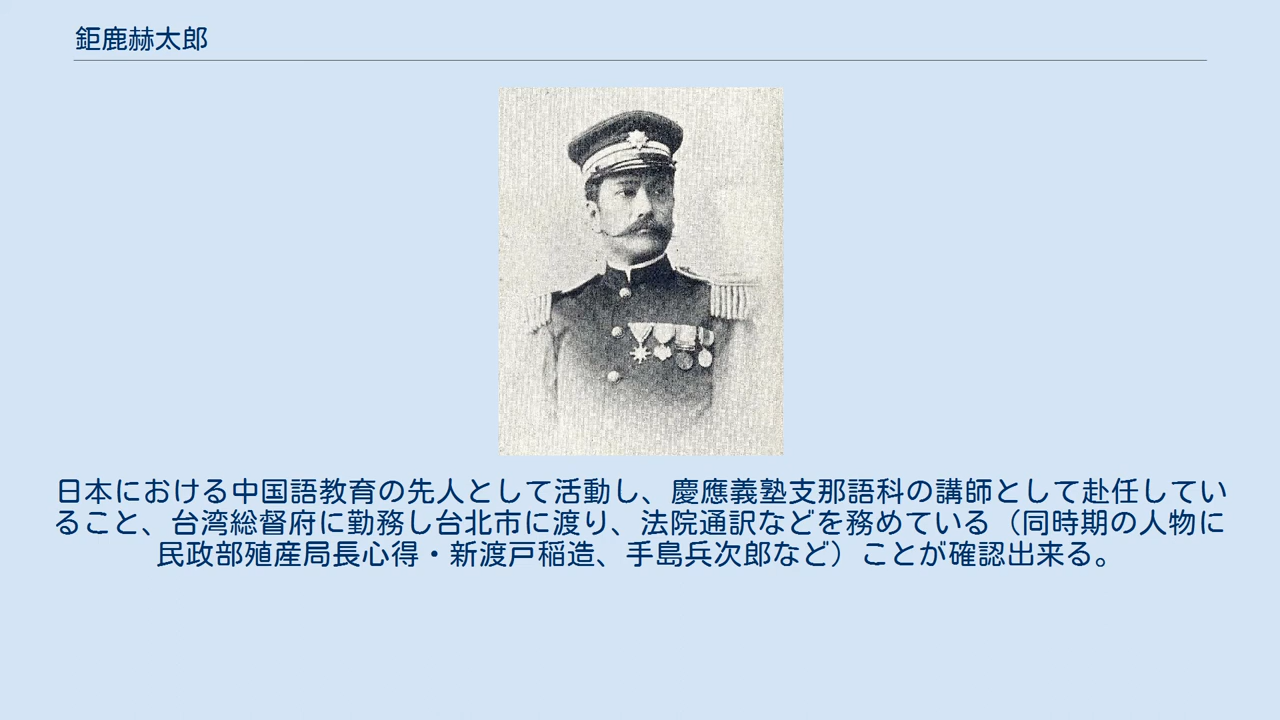 鉅鹿赫太郎
日本における中国語教育の先人として活動し、慶應義塾支那語科の講師として赴任してい
ること、台湾総督府に勤務し台北市に渡り、法院通訳などを務めている（同時期の人物に
民政部殖産局長心得・新渡戸稲造、手島兵次郎など）ことが確認出来る。